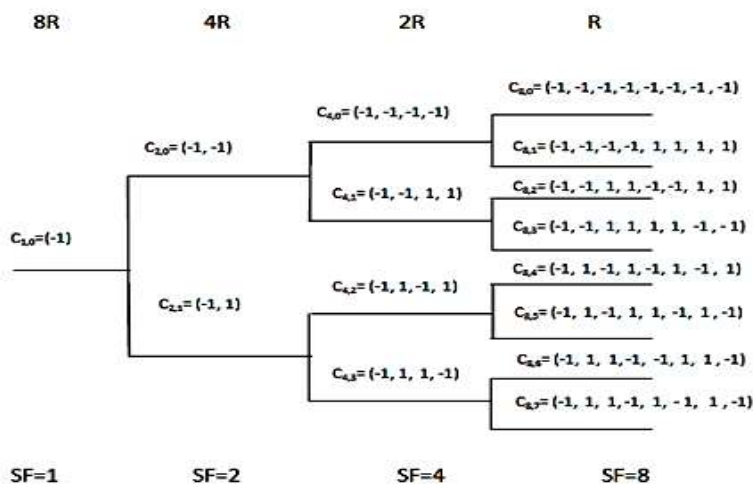 8R 4R 2R R
C8,0= (-1, -1,-1, -1, -1, -1, -1, -1)
C4,0= (-1, -1, -1, -1)
C2,0= (-1, -1)
C8,1= (-1, -1,-1, -1, 1, 1, 1, 1)
C4,1= (-1, -1, 1, 1)
C8,2= (-1, -1, 1, 1, -1, -1, 1, 1)
C8,3= (-1, -1, 1, 1, 1, 1, -1, -1)
C1,0=(-1)
C8,4= (-1, 1, -1, 1, -1, 1, -1, 1)
C4,2= (-1, 1, -1, 1)
C2,1= (-1, 1)
C8,5= (-1, 1, -1, 1, 1, -1, 1, -1)
C8,6= (-1, 1, 1, -1, -1, 1, 1, -1)
C4,3= (-1, 1, 1, -1)
C8,7= (-1, 1, 1, -1, 1, -1, 1, -1)
SF=1 SF=2 SF=4 SF=8